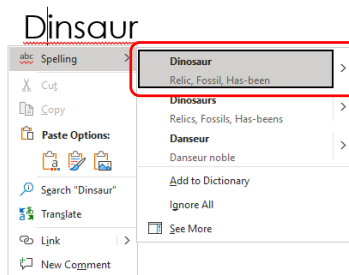 Dinsaur
abc Spelling
Cut
Copy
Paste Options:
Search "Dinsaur"
Translate
Link
New Comment
Dinosaur
Relic, Fossil, Has-been
Dinosaurs
Relics, Fossils, Has-beens
Danseur
Danseur noble
Add to Dictionary
Ignore All
See More